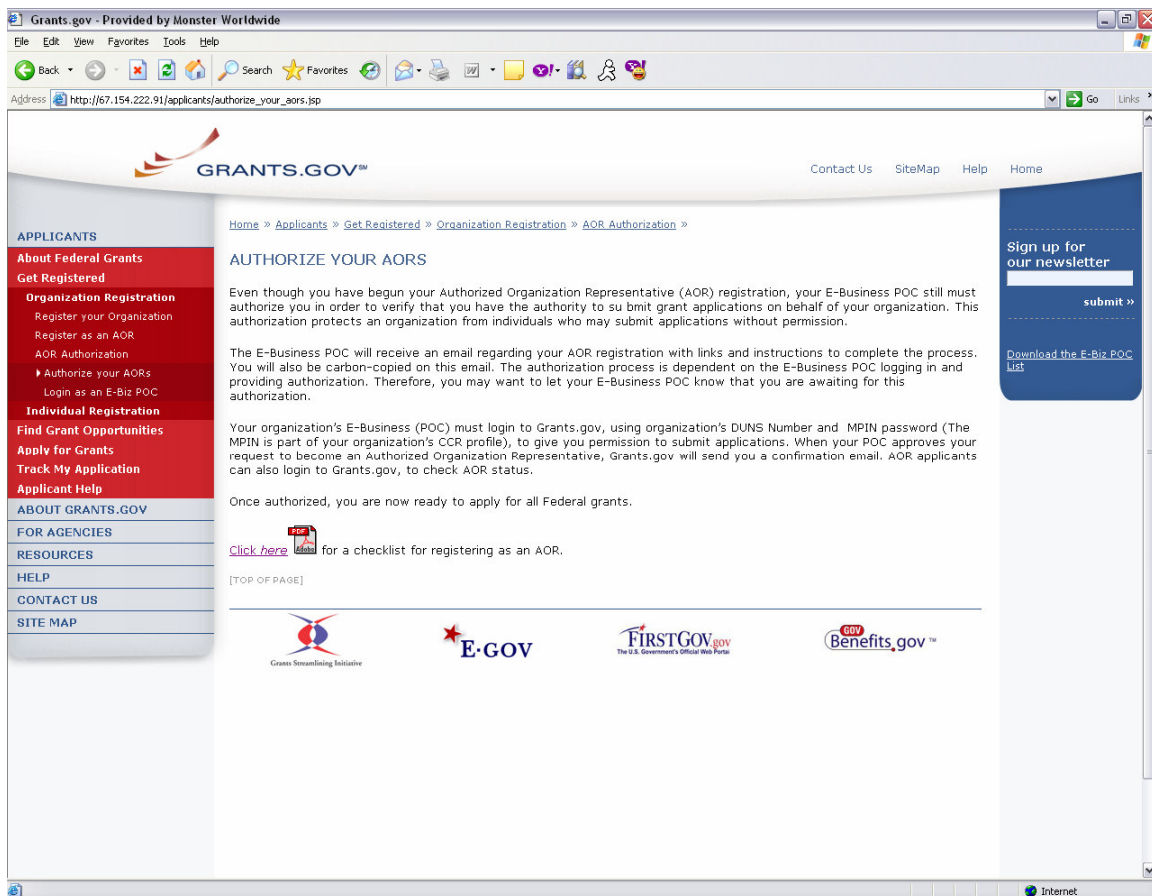 Grants.gov - Provided by Monster Worldwide
File Edit View Favorites Tools Help
Back Search Favorites
Address http://67.154.222.91/applicants/authorize_your_aors.jsp Go Links »
GRANTS.GOV℠
Contact Us SiteMap Help Home
APPLICANTS
About Federal Grants
Get Registered
Organization Registration
Register your Organization
Register as an AOR
AOR Authorization
Authorize your AORs
Login as an E-Biz POC
Individual Registration
Find Grant Opportunities
Apply for Grants
Track My Application
Applicant Help
ABOUT GRANTS.GOV
FOR AGENCIES
RESOURCES
HELP
CONTACT US
SITE MAP
Home » Applicants » Get Registered » Organization Registration » AOR Authorization »
AUTHORIZE YOUR AORS
Even though you have begun your Authorized Organization Representative (AOR) registration, your E-Business POC still must
authorize you in order to verify that you have the authority to su bmit grant applications on behalf of your organization. This
authorization protects an organization from individuals who may submit applications without permission.
The E-Business POC will receive an email regarding your AOR registration with links and instructions to complete the process.
You will also be carbon-copied on this email. The authorization process is dependent on the E-Business POC logging in and
providing authorization. Therefore, you may want to let your E-Business POC know that you are awaiting for this
authorization.
Your organization's E-Business (POC) must login to Grants.gov, using organization's DUNS Number and MPIN password (The
MPIN is part of your organization's CCR profile), to give you permission to submit applications. When your POC approves your
request to become an Authorized Organization Representative, Grants.gov will send you a confirmation email. AOR applicants
can also login to Grants.gov, to check AOR status.
Once authorized, you are now ready to apply for all Federal grants.
PDF
Adobe
Click here for a checklist for registering as an AOR.
[TOP OF PAGE]
Sign up for
our newsletter
submit »
Download the E-Biz POC
List
Grants Streamlining Initiative
E·GOV
FIRSTGOV.gov
The U.S. Government's Official Web Portal
GOV
Benefits.gov ™
Internet